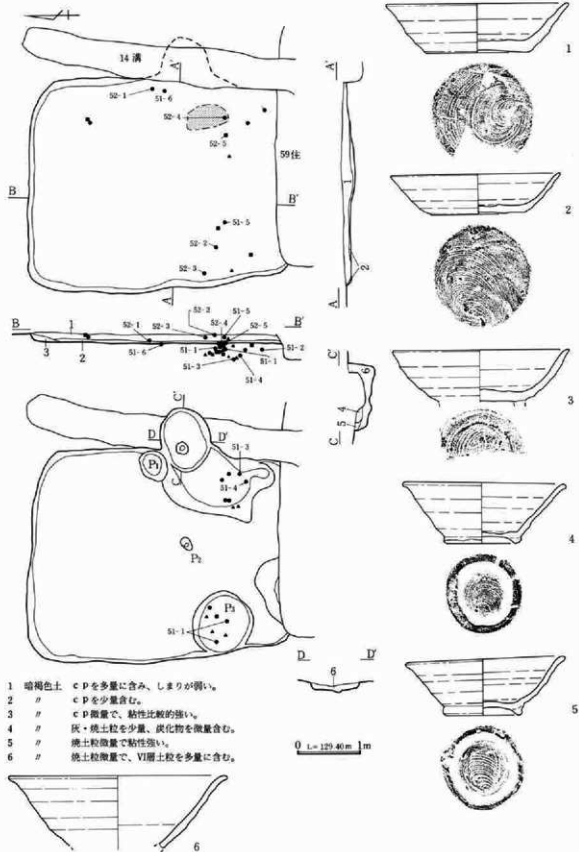 14溝
A'
52-1
51-6
52-4
52-5
59住
B
B'
51-5
52-2
52-3
A
A'
1
2
A
B
1
52-1
52-3
52-4
51-5
52-5
B'
3
2
51-6
51-1
51-3
51-2
51-1
51-4
C'
6
4
5
C
C'
D
D'
P1
C
51-3
51-4
P2
P3
51-1
D
6
D'
0 L=129.40m 1m
1 暗褐色土 cpを多量に含み、しまりが弱い。
2 〃 cpを少量含む。
3 〃 cp微量で、粘性比較的強い。
4 〃 灰・焼土粒を少量、炭化物を微量含む。
5 〃 焼土粒微量で粘性強い。
6 〃 焼土粒微量で、VI層土粒を多量に含む。
1
2
3
4
5
6